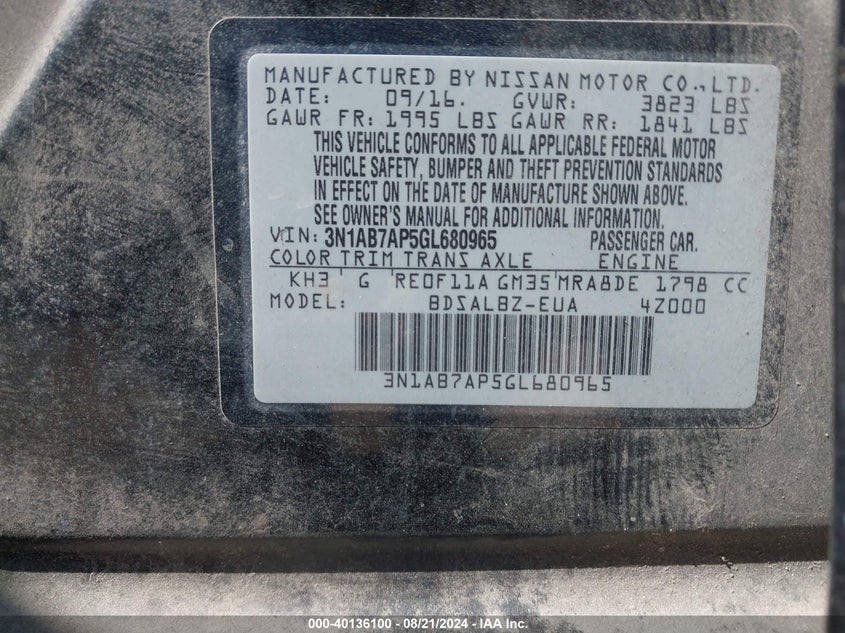 MANUFACTURED BY NISSAN MOTOR CO., LTD.
DATE: 09/16. GVWR: 3823 LBS
GAWR FR: 1995 LBS GAWR RR: 1841 LBS
THIS VEHICLE CONFORMS TO ALL APPLICABLE FEDERAL MOTOR
VEHICLE SAFETY, BUMPER AND THEFT PREVENTION STANDARDS
IN EFFECT ON THE DATE OF MANUFACTURE SHOWN ABOVE.
SEE OWNER'S MANUAL FOR ADDITIONAL INFORMATION.
VIN: 3N1AB7AP5GL680965 PASSENGER CAR.
COLOR TRIM TRANS AXLE ENGINE
KH3 G RE0F11A GM35 MRA8DE 1798 CC
MODEL: BDSALBZ-EUA 4Z000
3N1AB7AP5GL680965
000-40136100 - 08/21/2024 - IAA Inc.